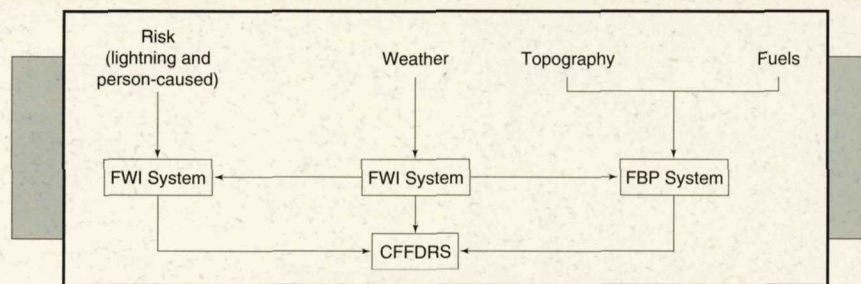 Risk
(lightning and
person-caused)
Weather
Topography
Fuels
FWI System
FWI System
FBP System
CFFDRS